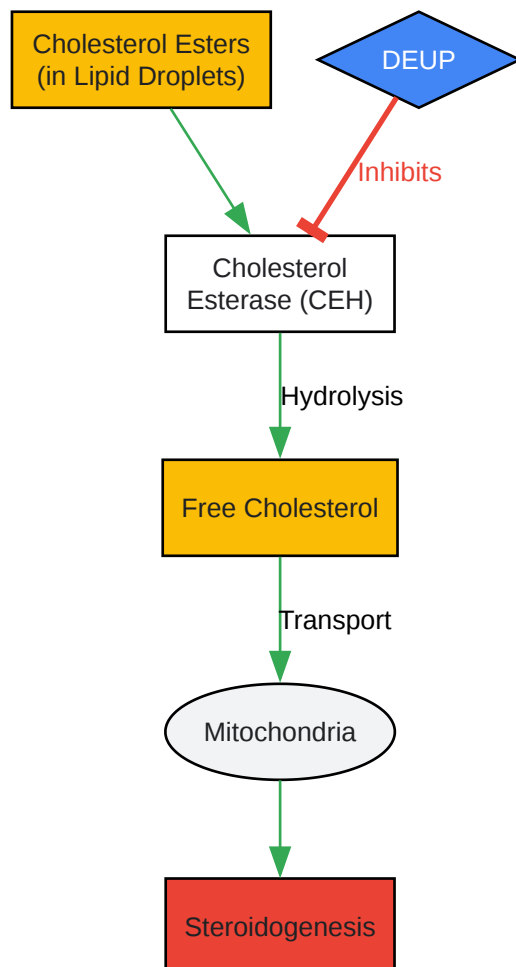 Cholesterol Esters
(in Lipid Droplets)
DEUP
Inhibits
Cholesterol
Esterase (CEH)
Hydrolysis
Free Cholesterol
Transport
Mitochondria
Steroidogenesis